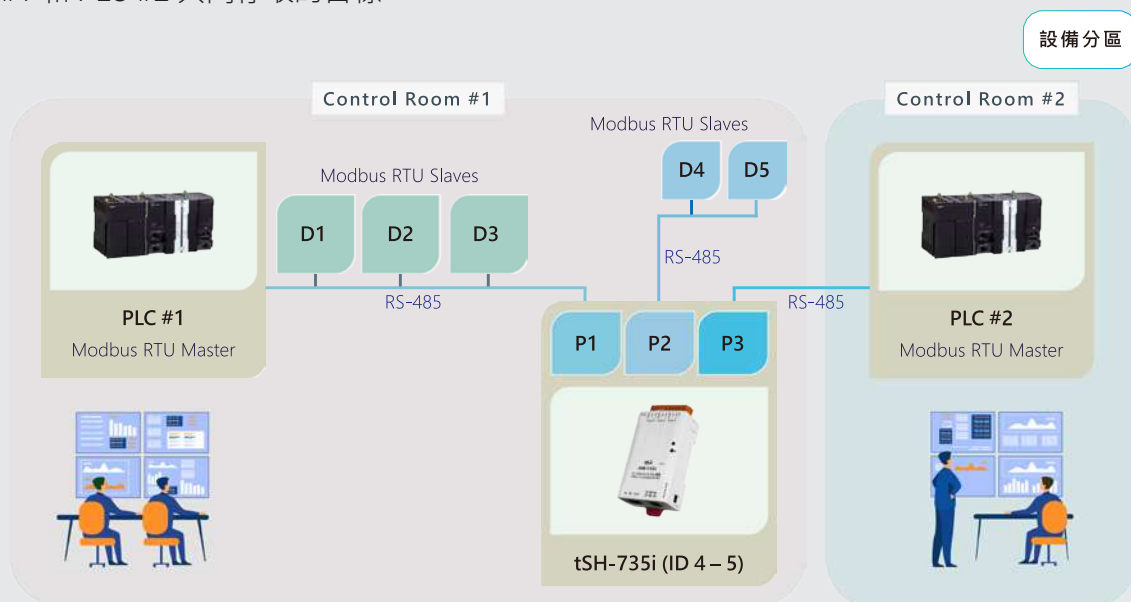 設備分區
Control Room #1
Control Room #2
Modbus RTU Slaves
D4
D5
Modbus RTU Slaves
D1
D2
D3
RS-485
RS-485
RS-485
PLC #1
Modbus RTU Master
P1
P2
P3
PLC #2
Modbus RTU Master
tSH-735i (ID 4 – 5)